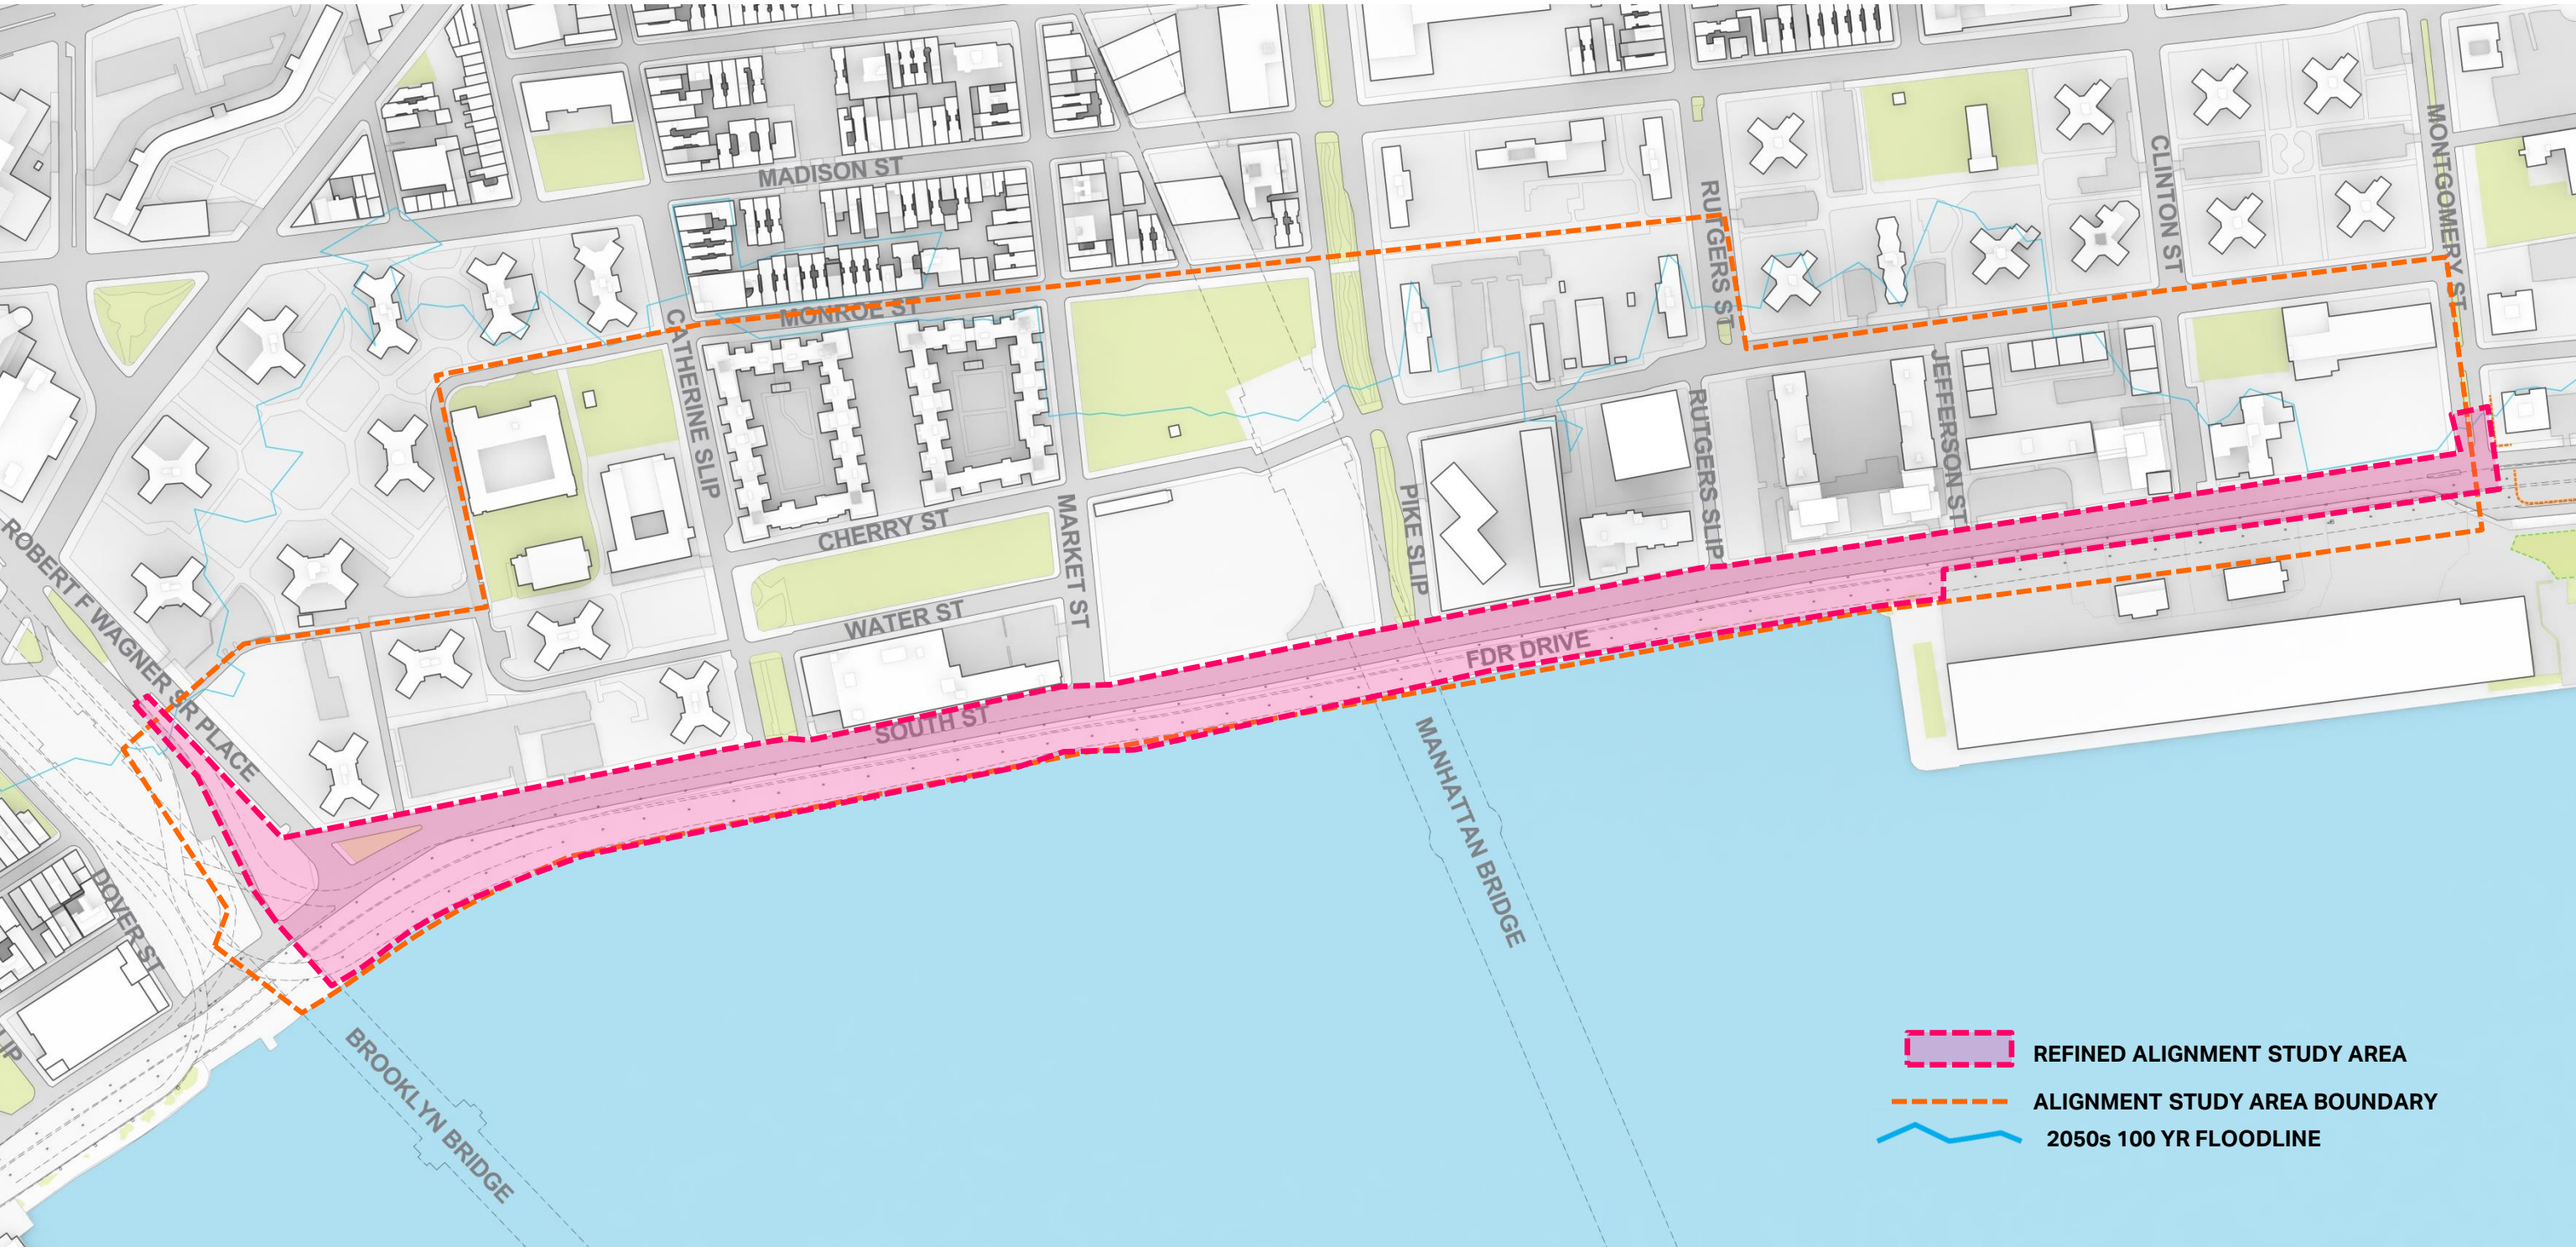 MADISON ST
MONROE ST
CATHERINE SLIP
RUTGERS ST
CLINTON ST
MONTGOMERY ST
JEFFERSON ST
RUTGERS SLIP
PIKE SLIP
MARKET ST
CHERRY ST
WATER ST
ROBERT F WAGNER SR PLACE
SOUTH ST
FDR DRIVE
DOVER ST
MANHATTAN BRIDGE
BROOKLYN BRIDGE
REFINED ALIGNMENT STUDY AREA
ALIGNMENT STUDY AREA BOUNDARY
2050s 100 YR FLOODLINE